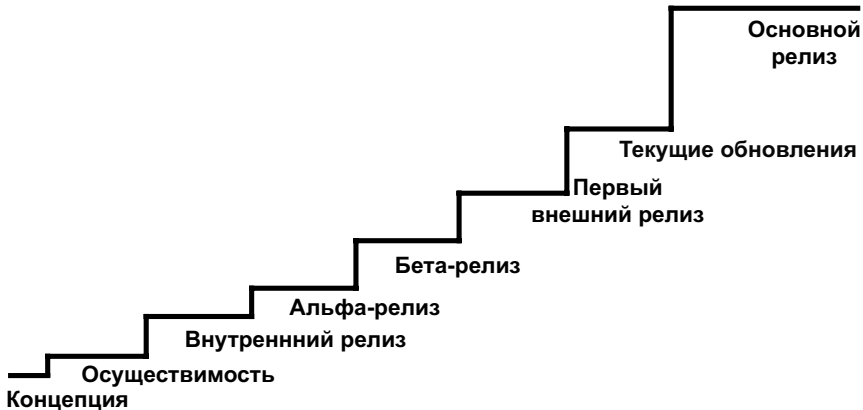 Основной
релиз
Текущие обновления
Первый
внешний релиз
Бета-релиз
Альфа-релиз
Внутреннний релиз
Осуществимость
Концепция